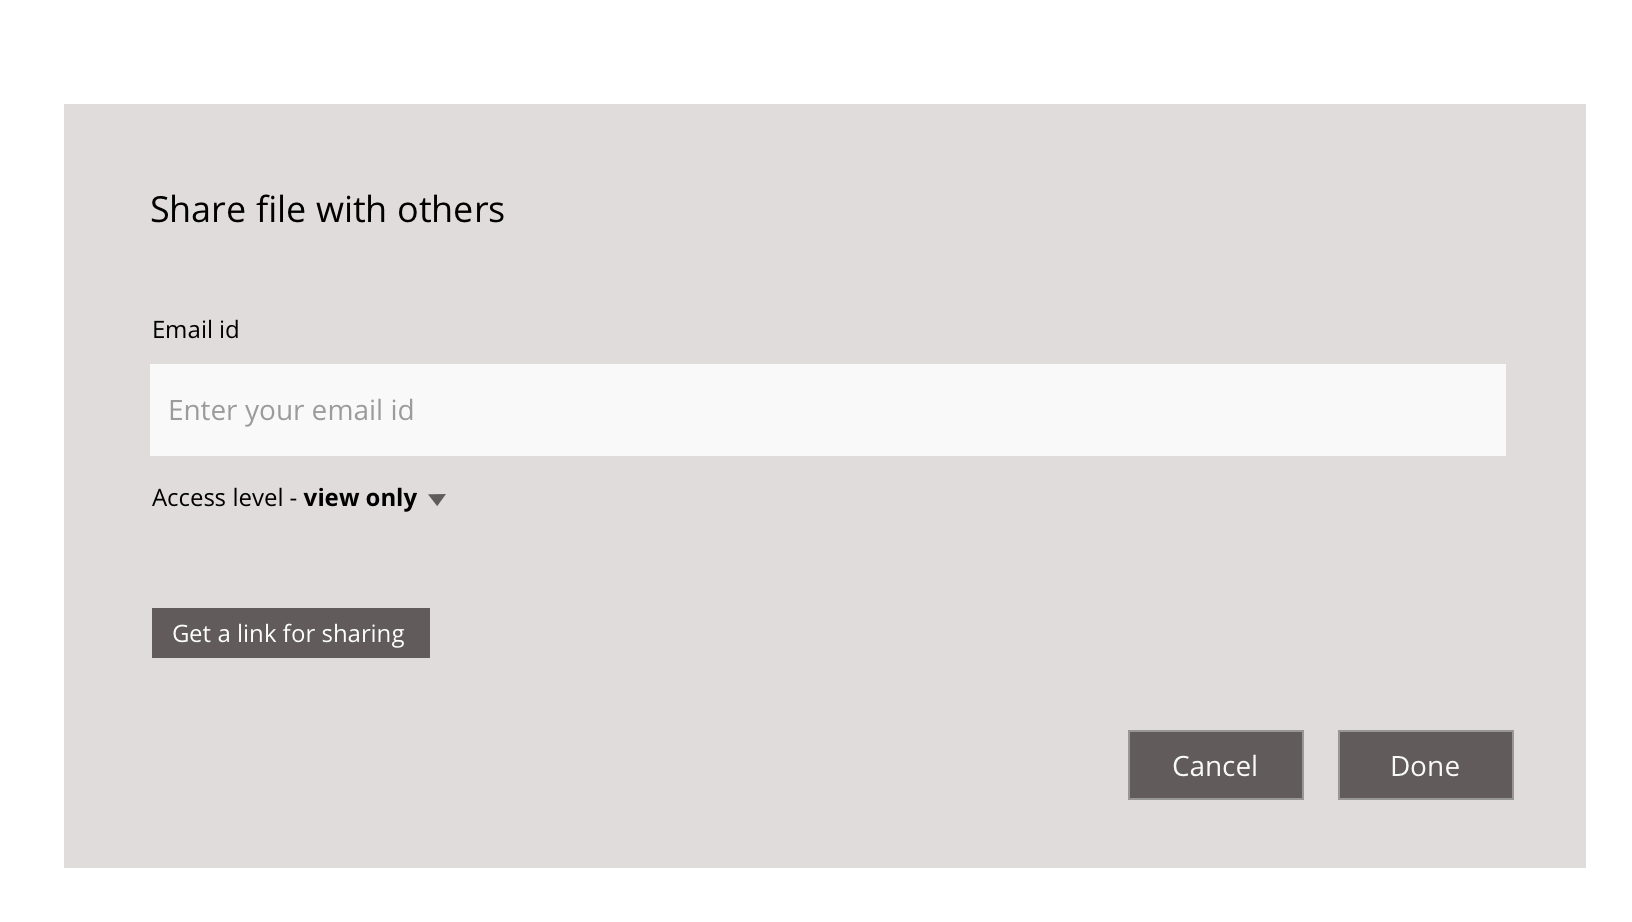 Share file with others
Email id
Enter your email id
Access level - view only
Get a link for sharing
Cancel
Done